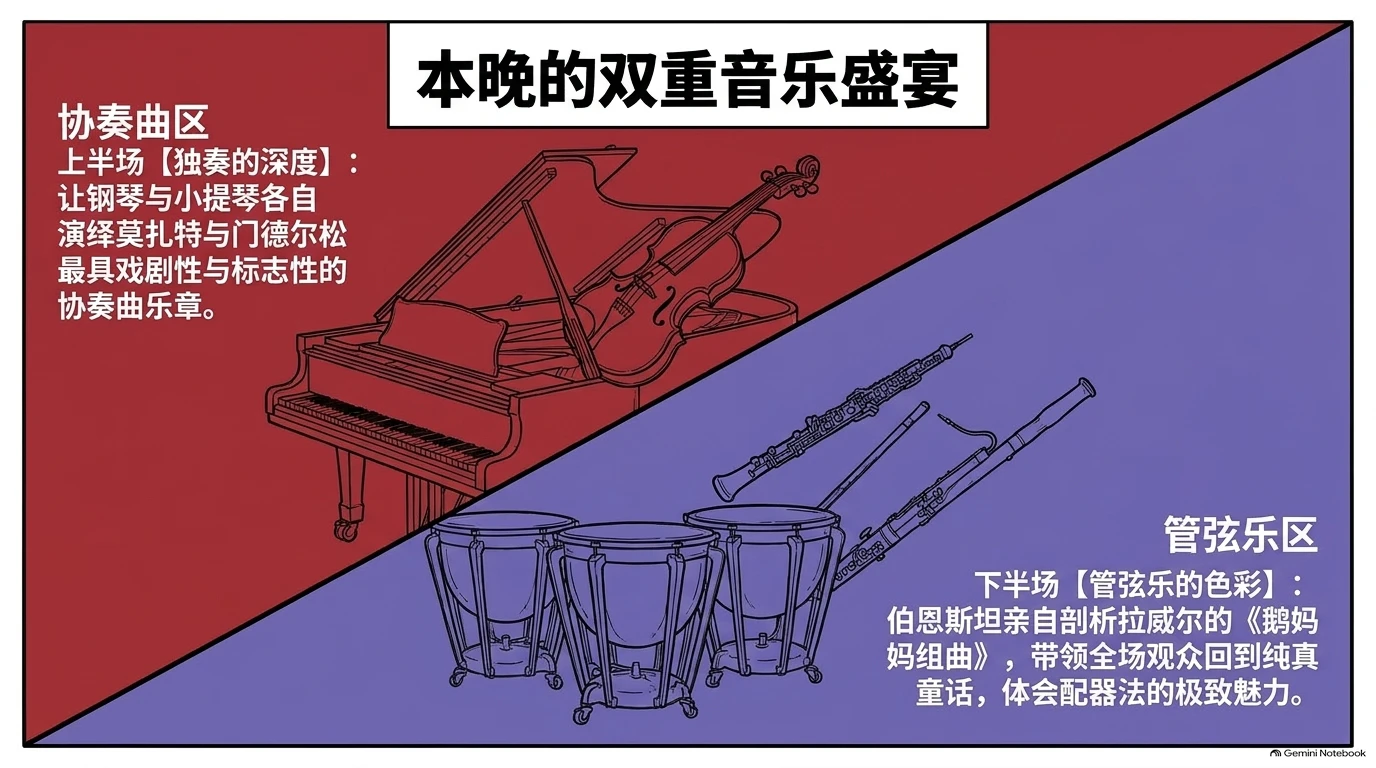 本晚的双重音乐盛宴
协奏曲区
上半场【独奏的深度】：
让钢琴与小提琴各自
演绎莫扎特与门德尔松
最具戏剧性与标志性的
协奏曲乐章。
管弦乐区
下半场【管弦乐的色彩】：
伯恩斯坦亲自剖析拉威尔的《鹅妈
妈组曲》，带领全场观众回到纯真
童话，体会配器法的极致魅力。
Gemini Notebook